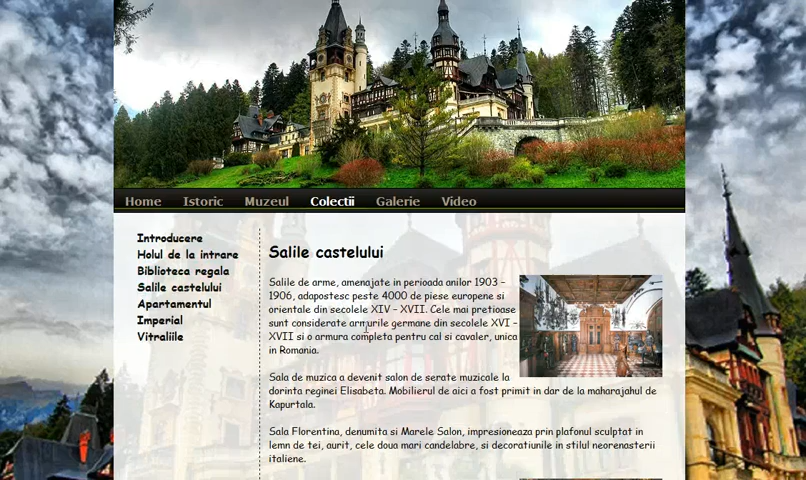 Home Istoric Muzeul Colectii Galerie Video
Introducere
Holul de la intrare
Biblioteca regala
Salile castelului
Apartamentul
Imperial
Vitraliile
Salile castelului
Salile de arme, amenajate in perioada anilor 1903 -
1906, adapostesc peste 4000 de piese europene si
orientale din secolele XIV - XVII. Cele mai pretioase
sunt considerate armurile germane din secolele XVI -
XVII si o armura completa pentru cal si cavaler, unica
in Romania.
Sala de muzica a devenit salon de serate muzicale la
dorinta reginei Elisabeta. Mobilierul de aici a fost primit in dar de la maharajahul de
Kapurtala.
Sala Florentina, denumita si Marele Salon, impresioneaza prin plafonul sculptat in
lemn de tei, aurit, cele doua mari candelabre, si decoratiunile in stilul neorenasterii
italiene.